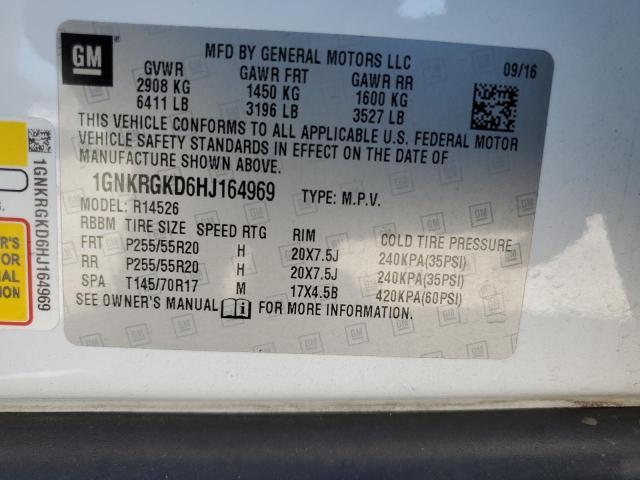 GM
MFD BY GENERAL MOTORS LLC
09/16
GVWR GAWR FRT GAWR RR
2908 KG 1450 KG 1600 KG
6411 LB 3196 LB 3527 LB
THIS VEHICLE CONFORMS TO ALL APPLICABLE U.S. FEDERAL MOTOR
VEHICLE SAFETY STANDARDS IN EFFECT ON THE DATE OF
MANUFACTURE SHOWN ABOVE.
1GNKRGKD6HJ164969 TYPE: M.P.V.
MODEL: R14526
RBBM TIRE SIZE SPEED RTG RIM COLD TIRE PRESSURE
FRT P255/55R20 H 20X7.5J 240KPA(35PSI)
RR P255/55R20 H 20X7.5J 240KPA(35PSI)
SPA T145/70R17 M 17X4.5B 420KPA(60PSI)
SEE OWNER'S MANUAL FOR MORE INFORMATION.
1GNKRGKD6HJ164969